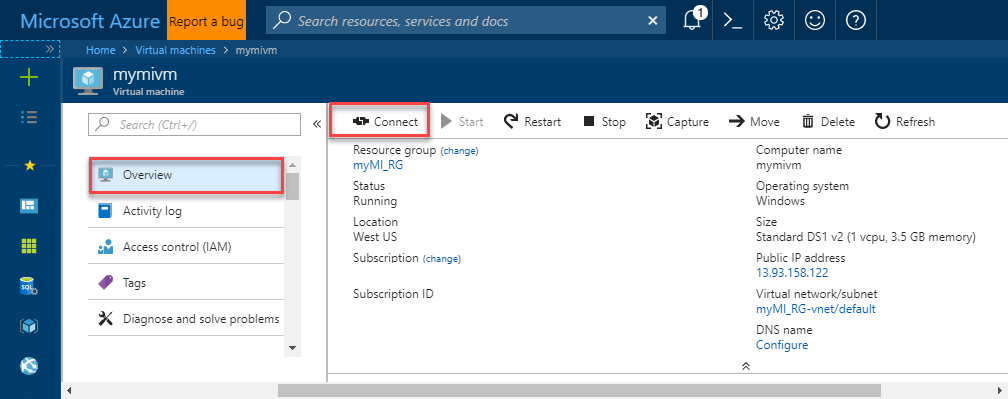 Microsoft Azure
Report a bug
Search resources, services and docs
1
Home > Virtual machines > mymivm
mymivm
Virtual machine
Search (Ctrl+/)
Overview
Activity log
Access control (IAM)
Tags
Diagnose and solve problems
Connect
Start
Restart
Stop
Capture
Move
Delete
Refresh
Resource group (change)
myMI_RG
Status
Running
Location
West US
Subscription (change)
Subscription ID
Computer name
mymivm
Operating system
Windows
Size
Standard DS1 v2 (1 vcpu, 3.5 GB memory)
Public IP address
13.93.158.122
Virtual network/subnet
myMI_RG-vnet/default
DNS name
Configure
SQL